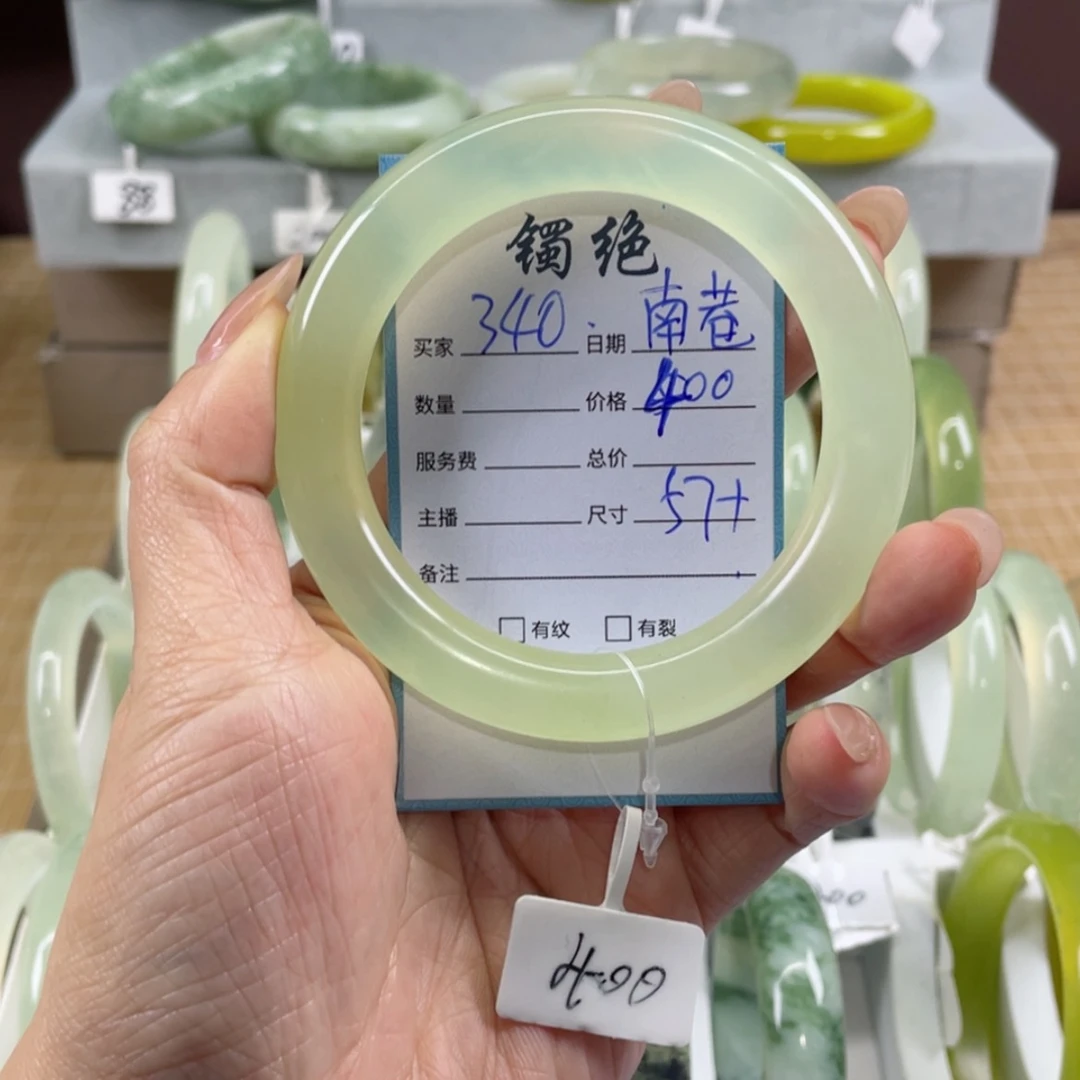 镯绝
买家 340. 日期 南巷
数量 价格 400
服务费 总价
主播 尺寸 57+
备注
有纹 有裂
400